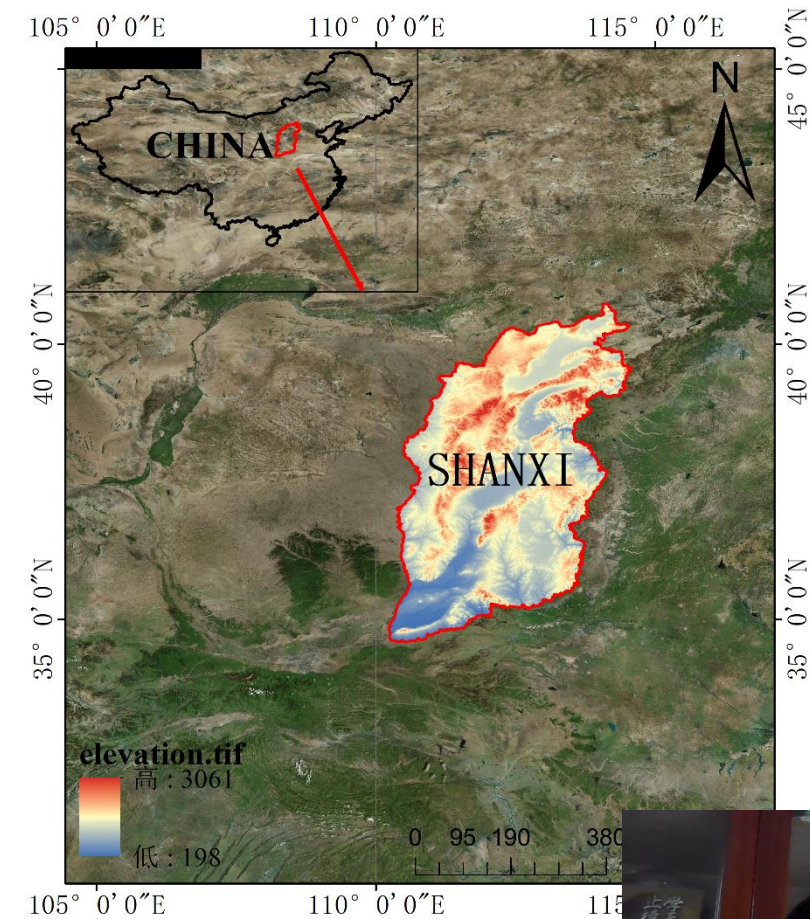 105° 0′0″E 110° 0′0″E 115° 0′0″E
45° 0′0″N
N
CHINA
40° 0′0″N
40° 0′0″N
SHANXI
35° 0′0″N
35° 0′0″N
elevation.tif
高 : 3061
低 : 198
0 95 190 380
105° 0′0″E 110° 0′0″E 115